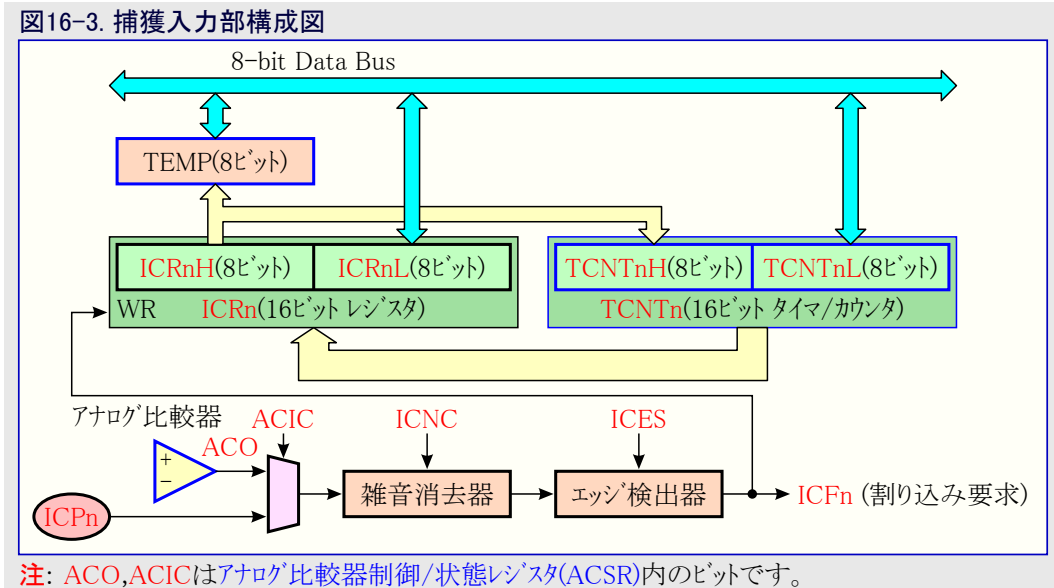 図16-3. 捕獲入力部構成図
8-bit Data Bus
TEMP(8ビット)
ICRnH(8ビット) ICRnL(8ビット) TCNTnH(8ビット) TCNTnL(8ビット)
WR ICRn(16ビット レジスタ) TCNTn(16ビット タイマ/カウンタ)
アナログ比較器 ACIC ICNC ICES
+ ACO
−
雑音消去器 エッジ検出器 ICFn (割り込み要求)
ICPn
注: ACO,ACICはアナログ比較器制御/状態レジスタ(ACSR)内のビットです。